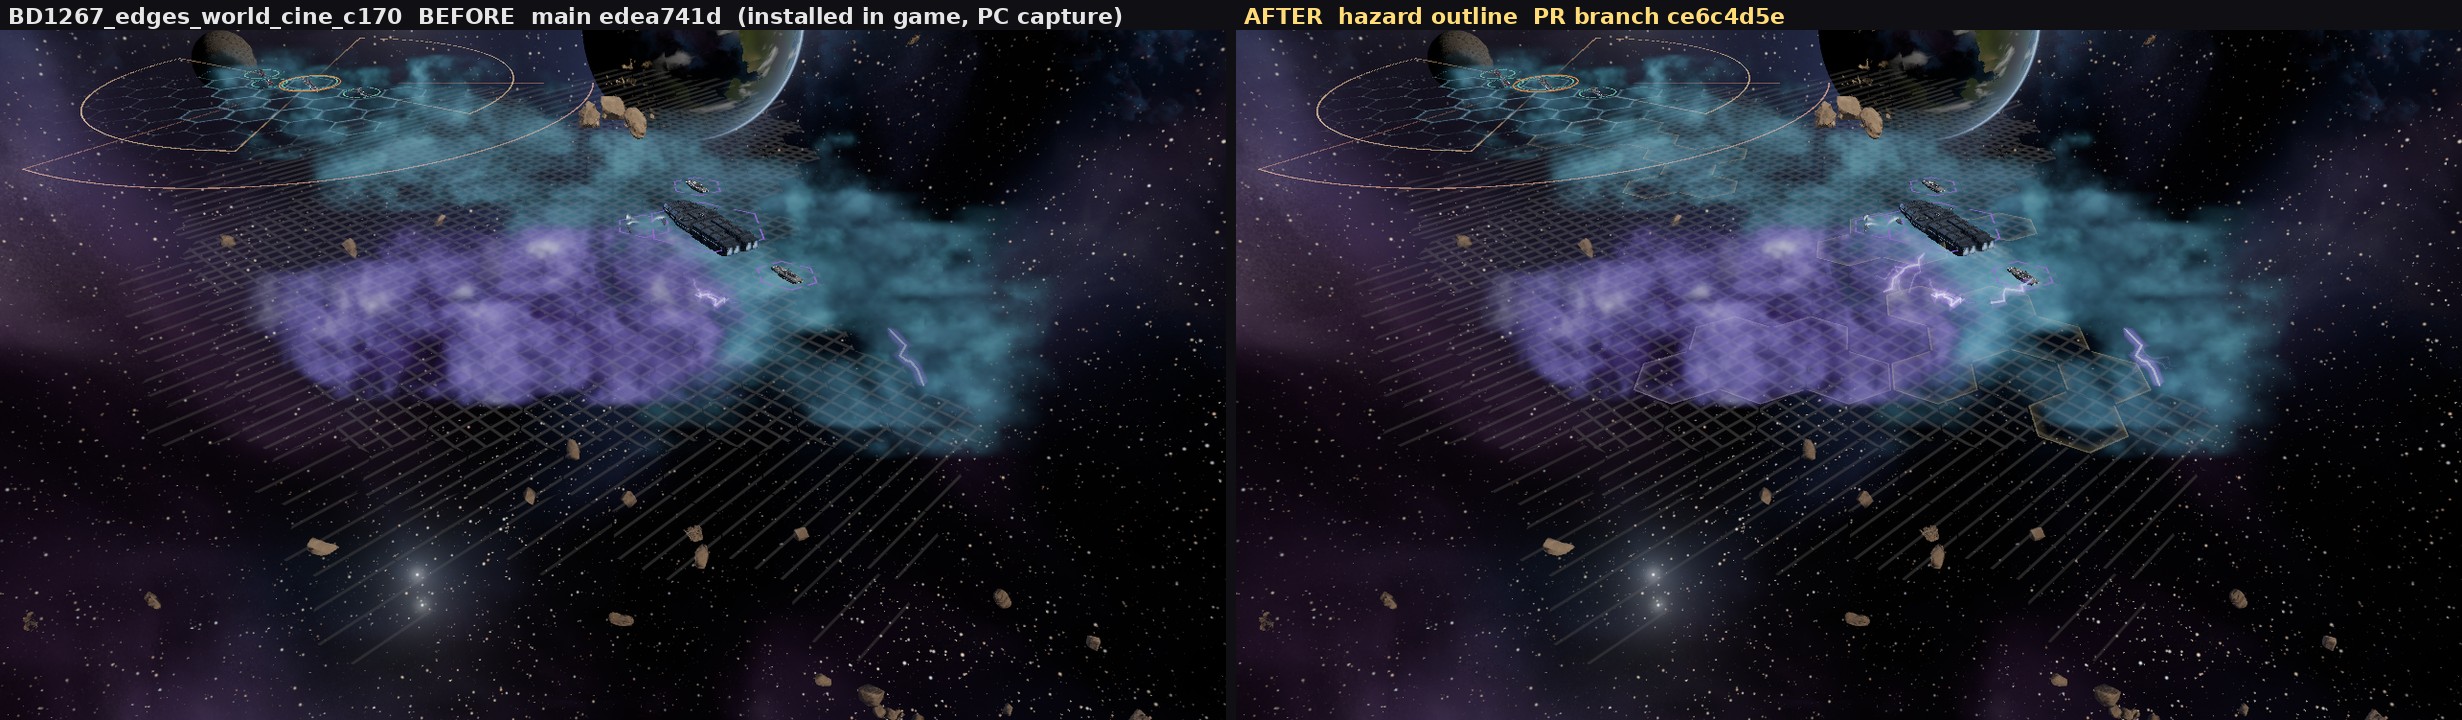 BD1267_edges_world_cine_c170  BEFORE  main edea741d  (installed in game, PC capture)
AFTER  hazard outline  PR branch ce6c4d5e